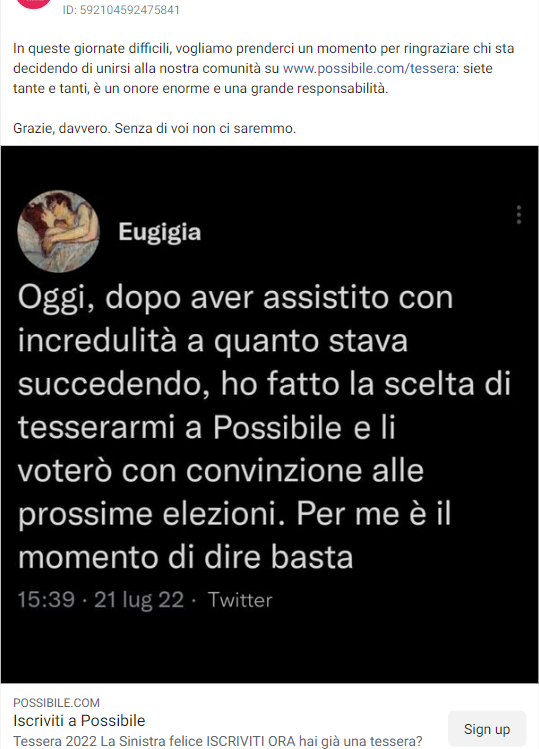 ID: 592104592475841
In queste giornate difficili, vogliamo prenderci un momento per ringraziare chi sta
decidendo di unirsi alla nostra comunità su www.possibile.com/tessera: siete
tante e tanti, è un onore enorme e una grande responsabilità.
Grazie, davvero. Senza di voi non ci saremmo.
Eugigia
Oggi, dopo aver assistito con
incredulità a quanto stava
succedendo, ho fatto la scelta di
tesserarmi a Possibile e li
voterò con convinzione alle
prossime elezioni. Per me è il
momento di dire basta
15:39 · 21 lug 22 · Twitter
POSSIBILE.COM
Iscriviti a Possibile
Tessera 2022 La Sinistra felice ISCRIVITI ORA hai già una tessera?
Sign up